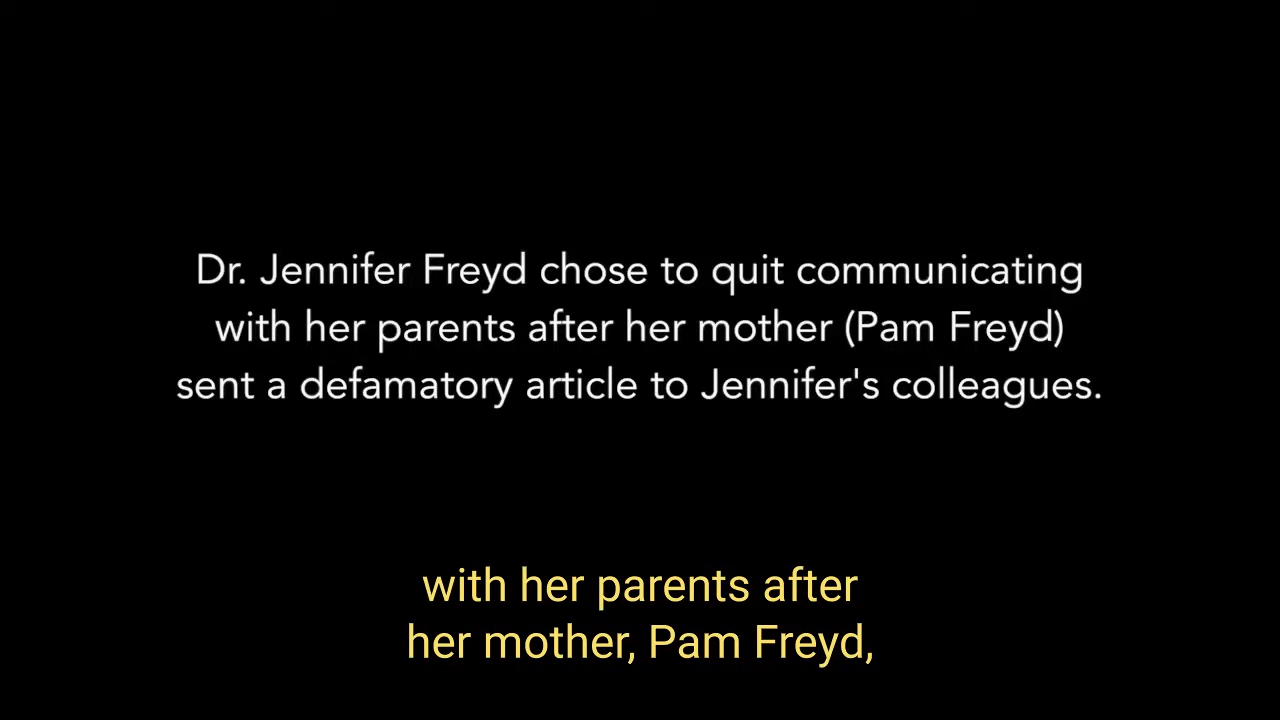 Dr. Jennifer Freyd chose to quit communicating
with her parents after her mother (Pam Freyd)
sent a defamatory article to Jennifer's colleagues.
with her parents after
her mother, Pam Freyd,